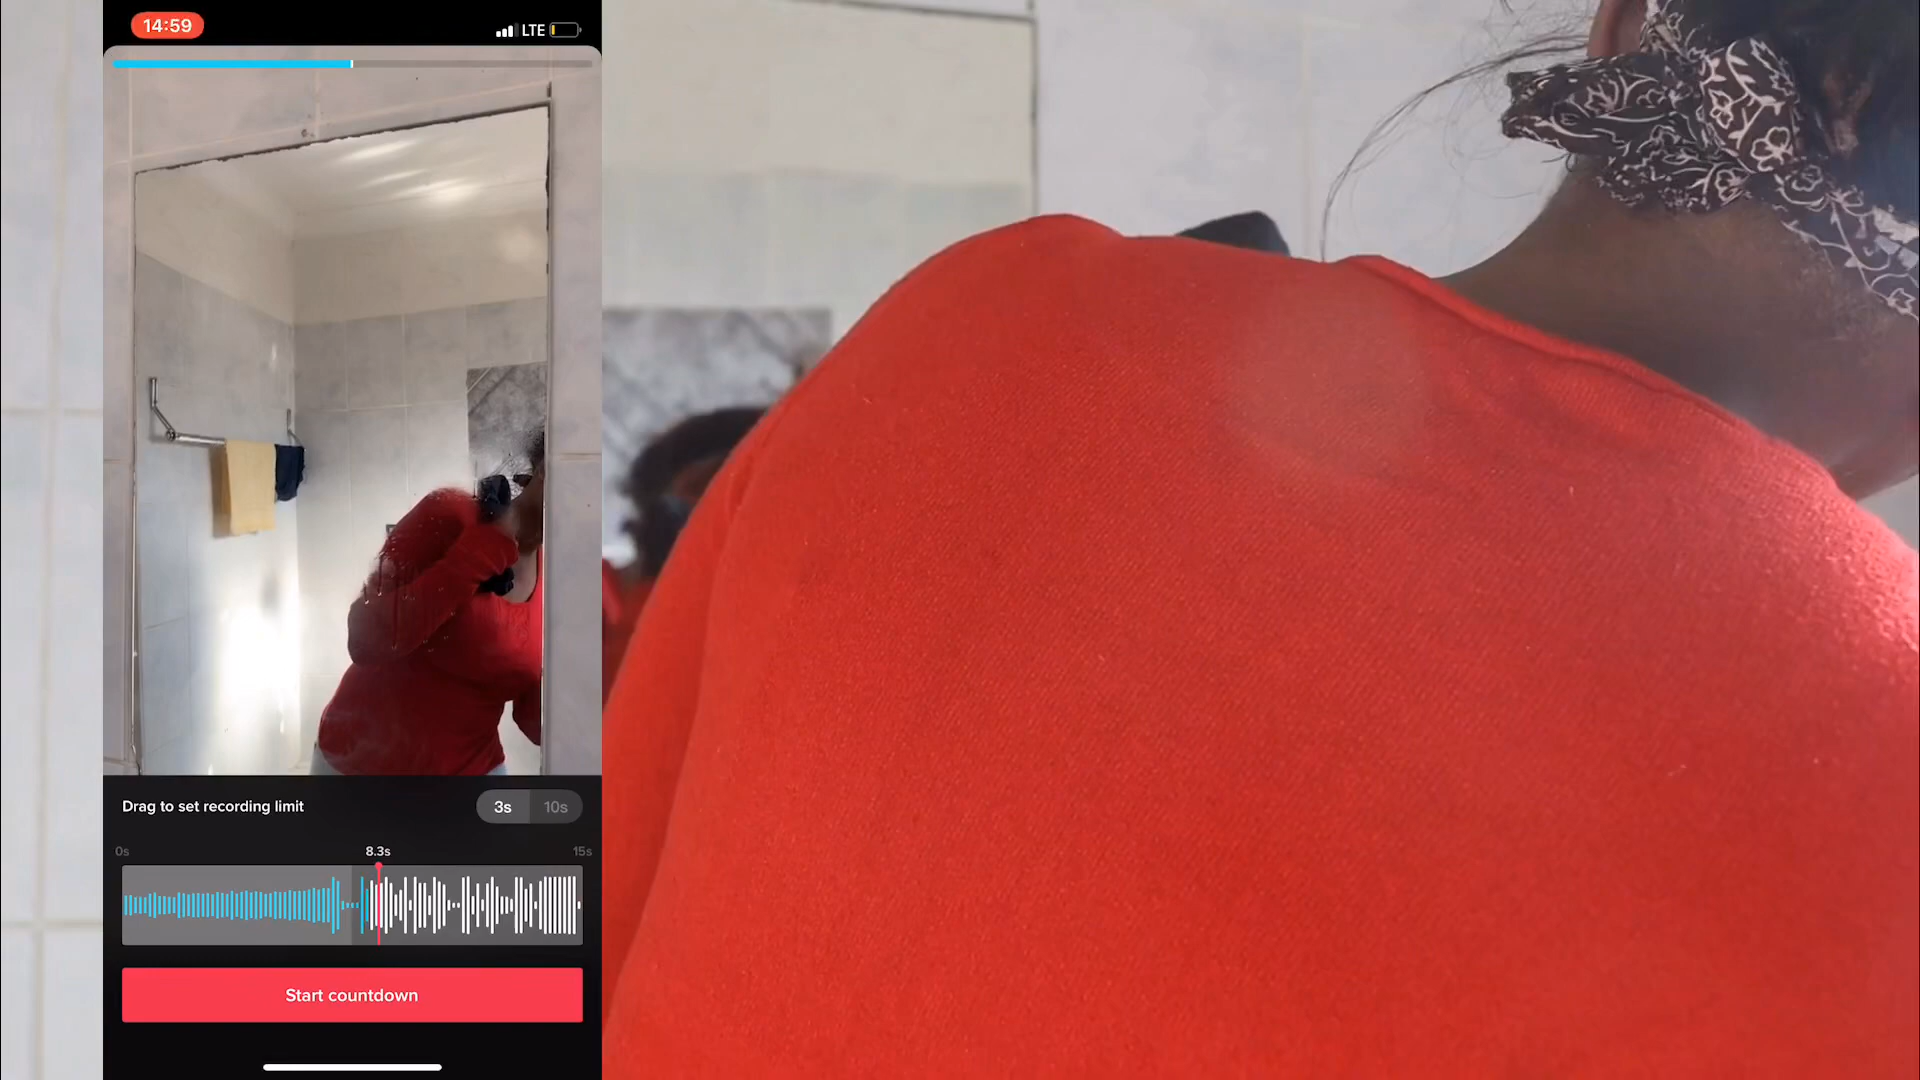 14:59
LTE
Drag to set recording limit
3s
10s
0s
8.3s
15s
Start countdown